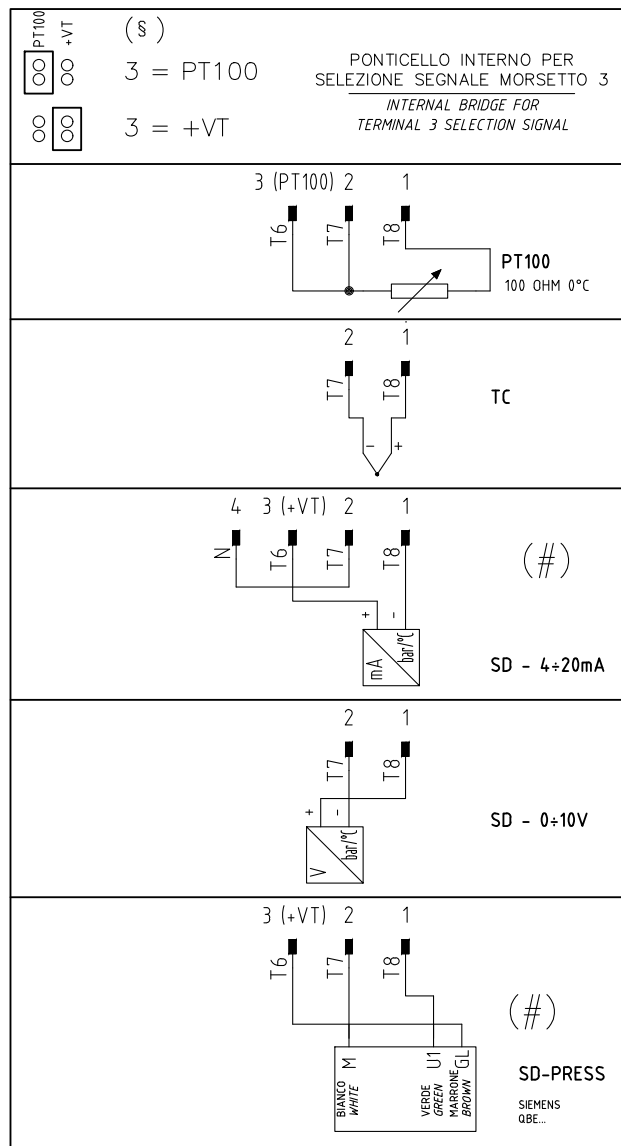 PT100
+VT
(§)
3 = PT100
3 = +VT
PONTICELLO INTERNO PER
SELEZIONE SEGNALE MORSETTO 3
INTERNAL BRIDGE FOR
TERMINAL 3 SELECTION SIGNAL
3 (PT100) 2 1
T6 T7 T8
PT100
100 OHM 0°C
2 1
T7 T8
TC
- +
4 3 (+VT) 2 1
N T6 T7 T8
(#)
+ -
mA bar/°C
SD - 4÷20mA
2 1
T7 T8
+ -
V bar/°C
SD - 0÷10V
3 (+VT) 2 1
T6 T7 T8
(#)
M U1 GL
BIANCO
WHITE
VERDE
GREEN
MARRONE
BROWN
SD-PRESS
SIEMENS
QBE...